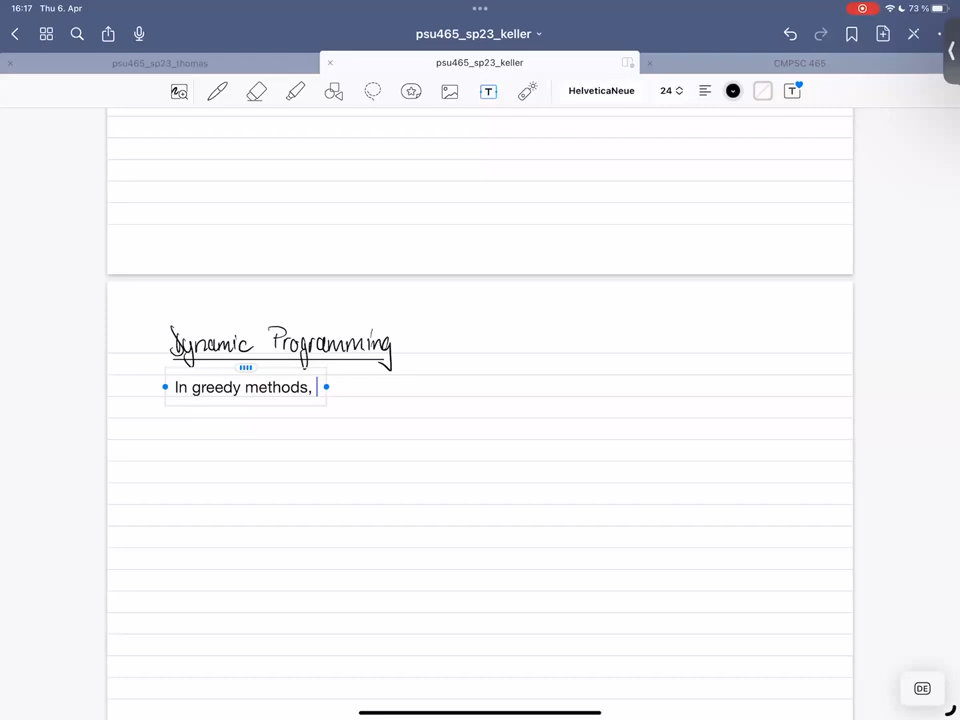 16:17 Thu 6. Apr
73 %
psu465_sp23_keller
psu465_sp23_thomas
psu465_sp23_keller
CMPSC 465
T
HelveticaNeue
24
T
Dynamic Programming
In greedy methods,
DE